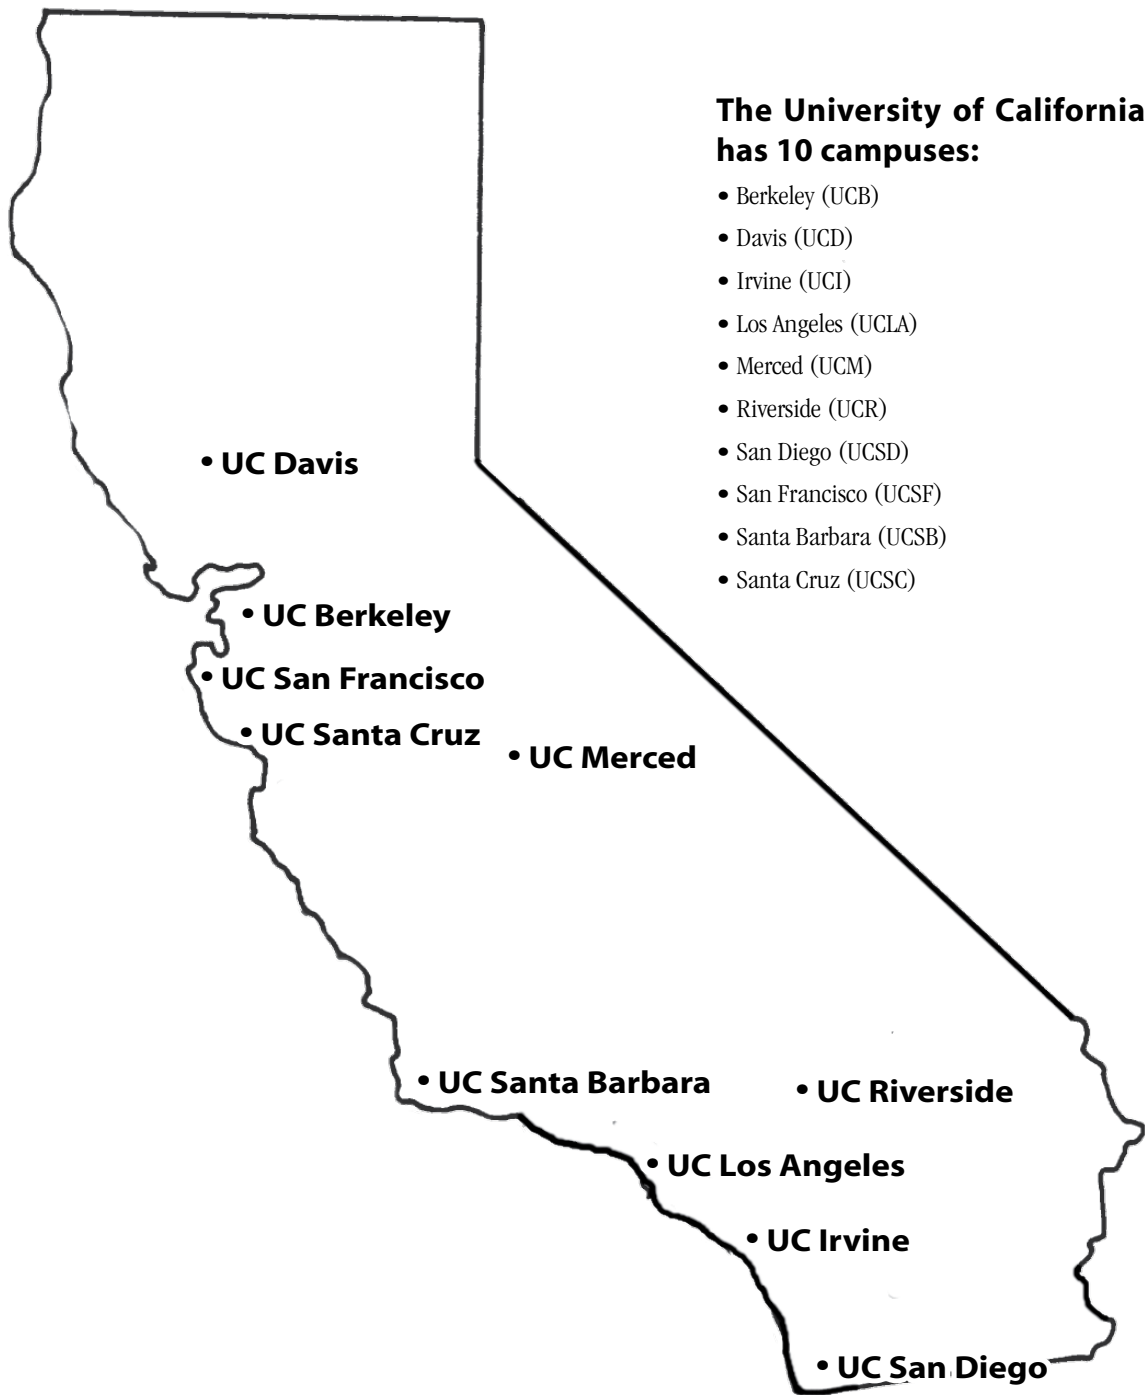 The University of California
has 10 campuses:
• Berkeley (UCB)
• Davis (UCD)
• Irvine (UCI)
• Los Angeles (UCLA)
• Merced (UCM)
• Riverside (UCR)
• San Diego (UCSD)
• San Francisco (UCSF)
• Santa Barbara (UCSB)
• Santa Cruz (UCSC)
• UC Davis
• UC Berkeley
• UC San Francisco
• UC Santa Cruz
• UC Merced
• UC Santa Barbara
• UC Riverside
• UC Los Angeles
• UC Irvine
• UC San Diego